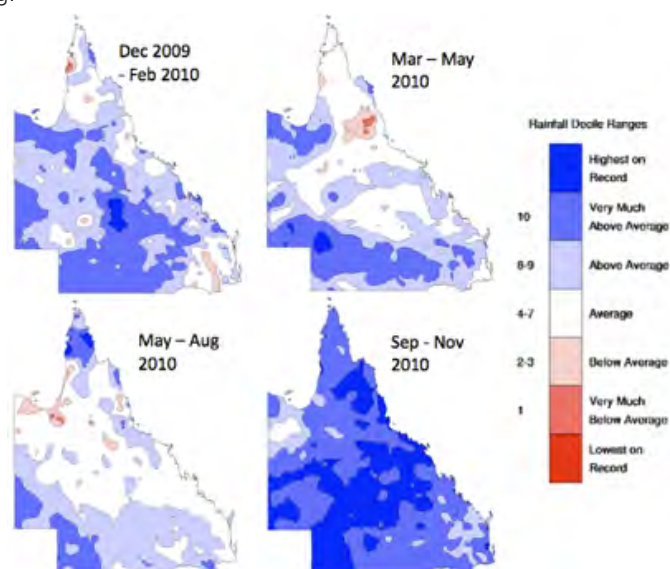 g.
Dec 2009
- Feb 2010
Mar – May
2010
May – Aug
2010
Sep - Nov
2010
Rainfall Decile Ranges
Highest on
Record
10
Very Much
Above Average
8-9
Above Average
4-7
Average
2-3
Below Average
1
Very Much
Below Average
Lowest on
Record